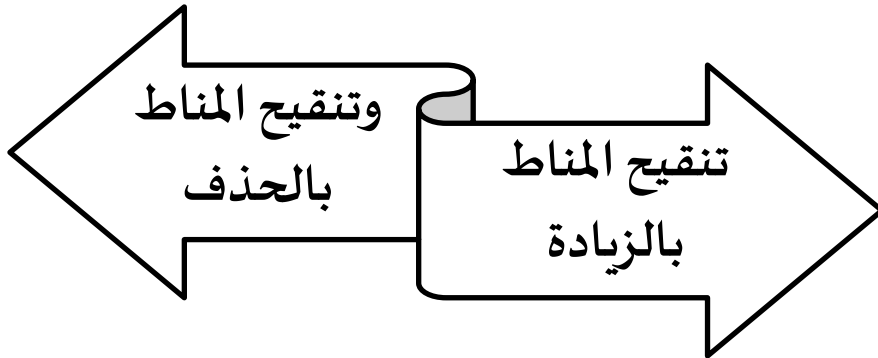 تنقيح المناط
بالزيادة
وتنقيح المناط
بالحذف